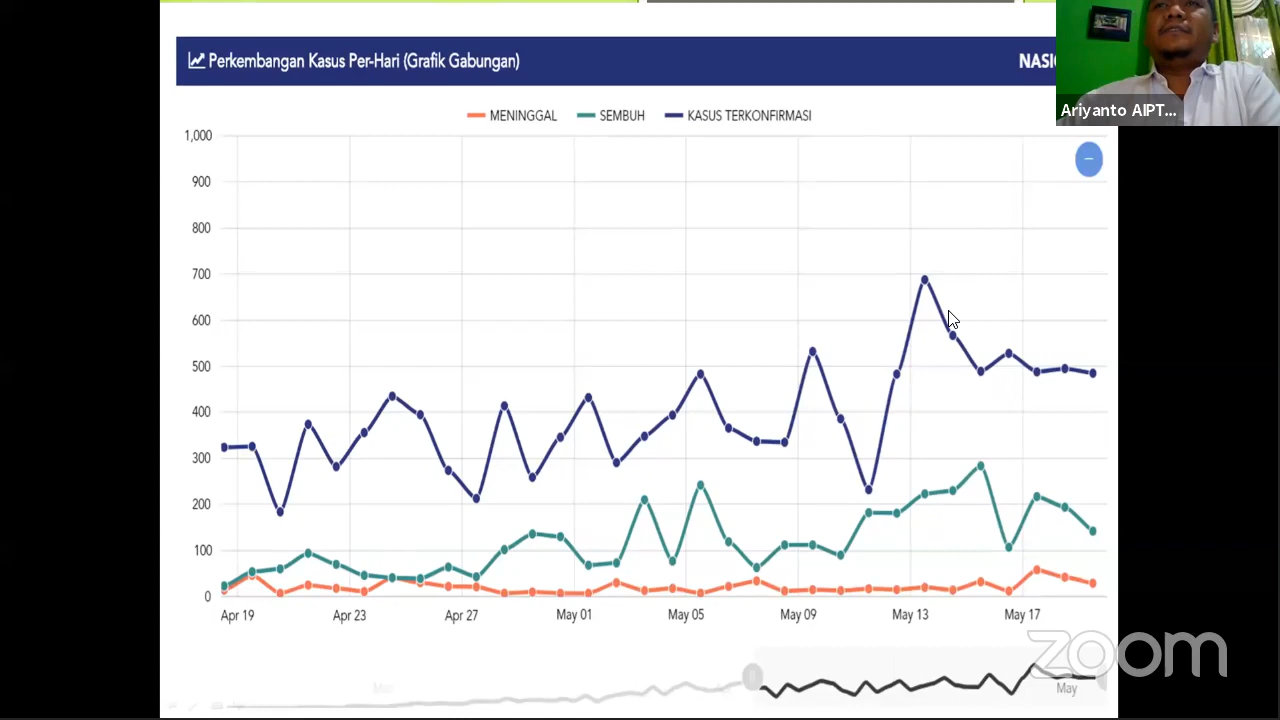 Perkembangan Kasus Per-Hari (Grafik Gabungan)
Ariyanto AIPT...
MENINGGAL SEMBUH KASUS TERKONFIRMASI
1,000
900
800
700
600
500
400
300
200
100
0
Apr 19 Apr 23 Apr 27 May 01 May 05 May 09 May 13 May 17
zoom
May